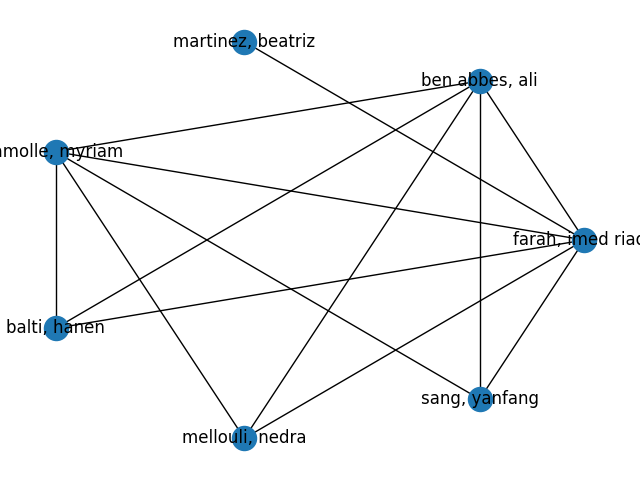 martinez, beatriz
ben abbes, ali
amolle, myriam
farah, imed riad
balti, hanen
sang, yanfang
mellouli, nedra